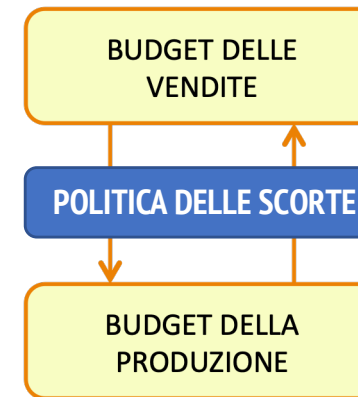 BUDGET DELLE
VENDITE
POLITICA DELLE SCORTE
BUDGET DELLA
PRODUZIONE